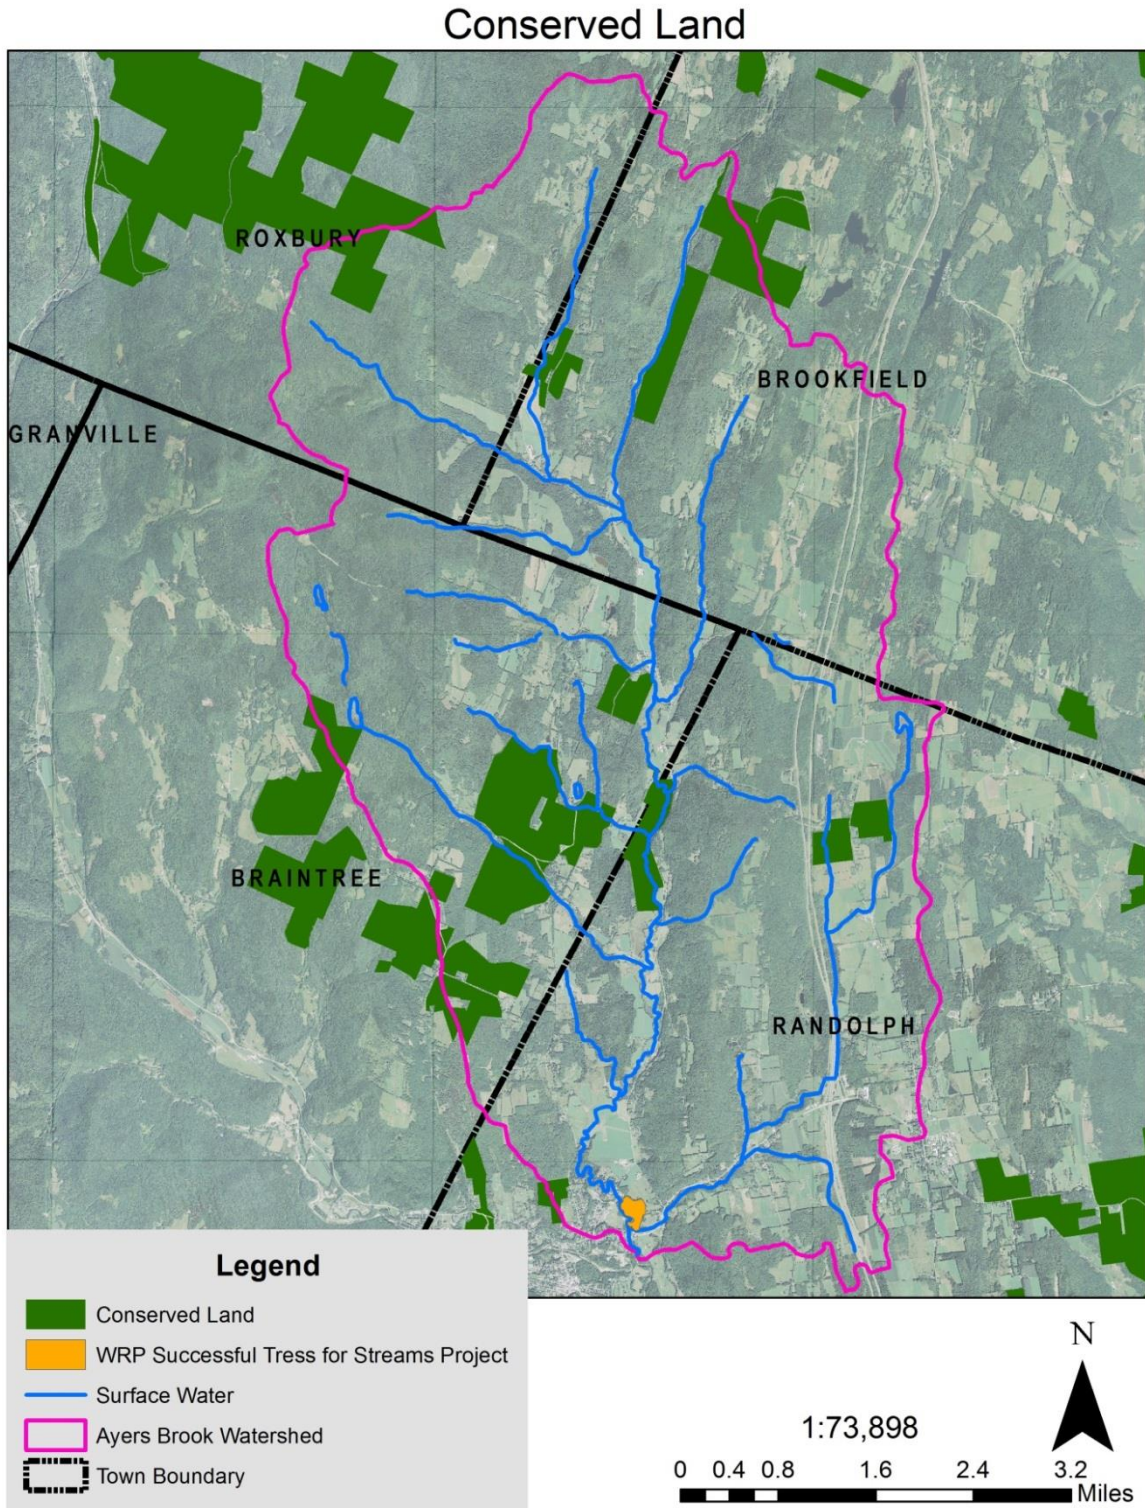 Conserved Land
ROXBURY
BROOKFIELD
GRANVILLE
BRAINTREE
RANDOLPH
Legend
Conserved Land
WRP Successful Tress for Streams Project
Surface Water
Ayers Brook Watershed
Town Boundary
N
1:73,898
0 0.4 0.8 1.6 2.4 3.2
Miles